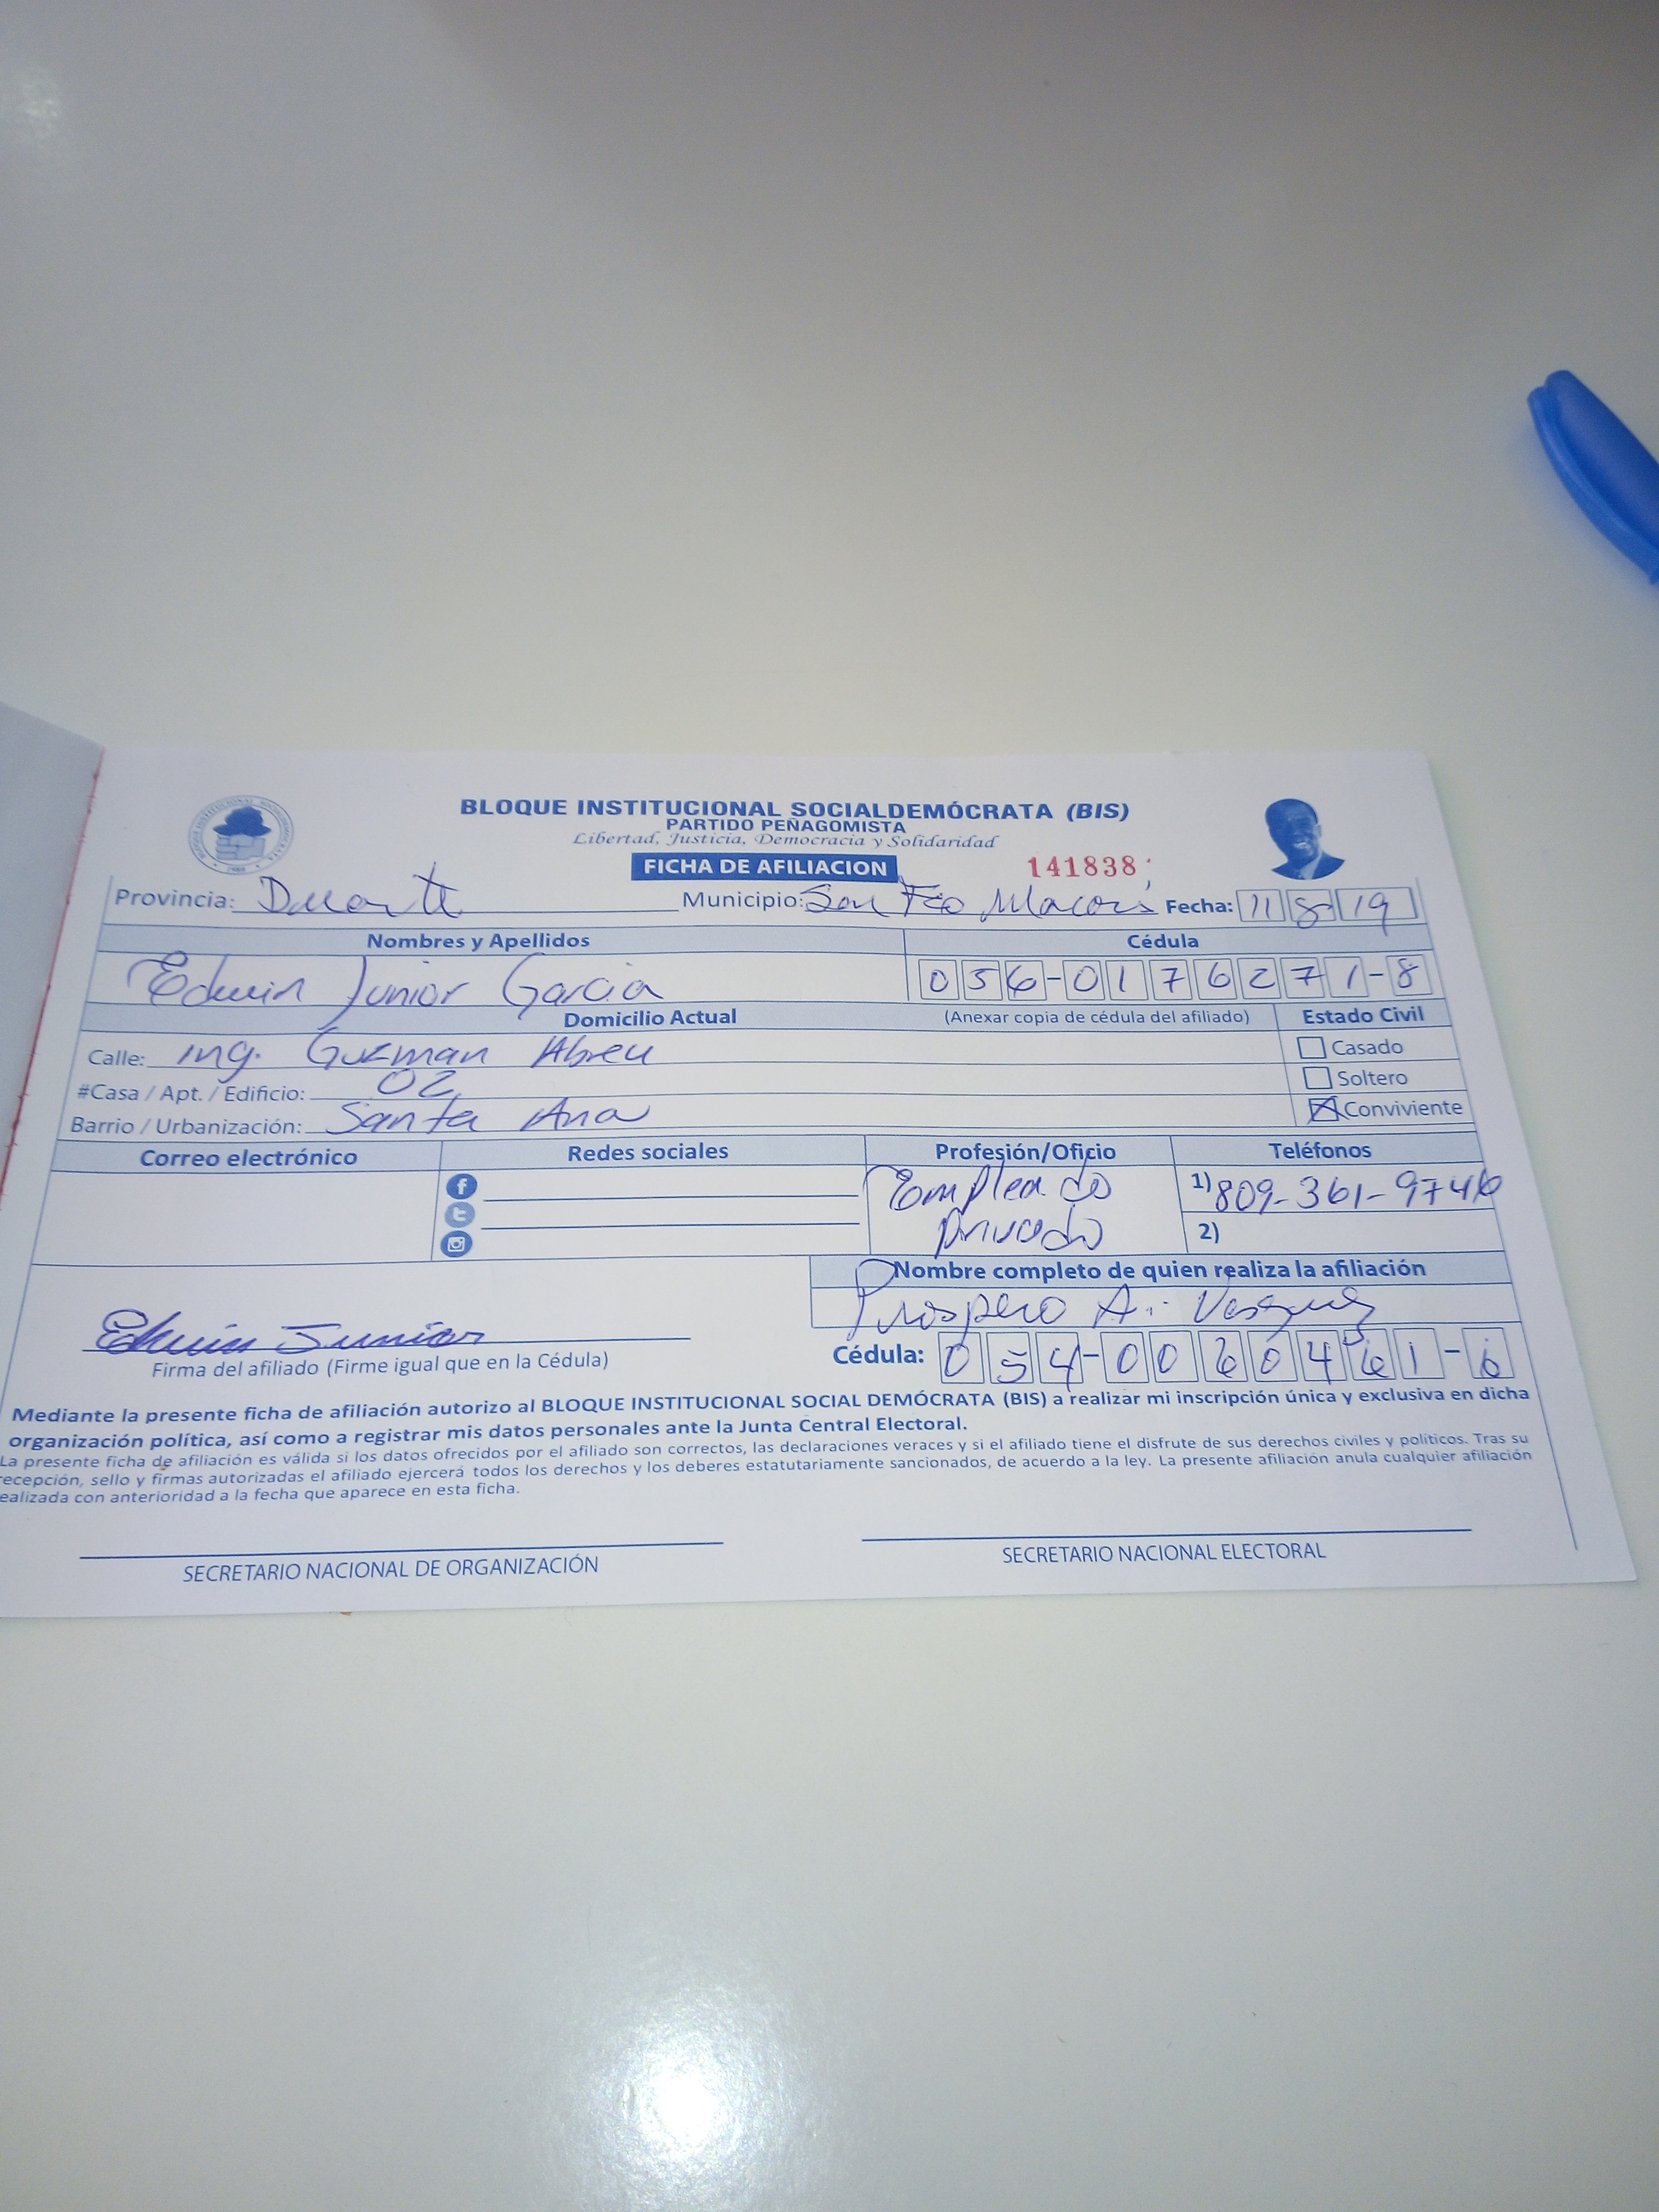 BLOQUE INSTITUCIONAL SOCIALDEMÓCRATA (BIS)
PARTIDO PEÑAGOMISTA
Libertad, Justicia, Democracia y Solidaridad
FICHA DE AFILIACION 141838
Provincia: Duarte Municipio: San Fco Macoris Fecha: 11 8 19
Nombres y Apellidos Cédula
Edwin Junior Garcia 056-0176271-8
Domicilio Actual (Anexar copia de cédula del afiliado) Estado Civil
Calle: Ing. Guzman Abreu Casado
#Casa / Apt. / Edificio: 02 Soltero
Barrio / Urbanización: Santa Ana Conviviente
Correo electrónico Redes sociales Profesión/Oficio Teléfonos
Empleado 1) 809-361-9746
Privado 2)
Nombre completo de quien realiza la afiliación
Prospero A. Vasquez
Edwin Junior
Firma del afiliado (Firme igual que en la Cédula) Cédula: 054-0060461-6
Mediante la presente ficha de afiliación autorizo al BLOQUE INSTITUCIONAL SOCIAL DEMÓCRATA (BIS) a realizar mi inscripción única y exclusiva en dicha
organización política, así como a registrar mis datos personales ante la Junta Central Electoral.
La presente ficha de afiliación es válida si los datos ofrecidos por el afiliado son correctos, las declaraciones veraces y si el afiliado tiene el disfrute de sus derechos civiles y políticos. Tras su
recepción, sello y firmas autorizadas el afiliado ejercerá todos los derechos y los deberes estatutariamente sancionados, de acuerdo a la ley. La presente afiliación anula cualquier afiliación
ealizada con anterioridad a la fecha que aparece en esta ficha.
SECRETARIO NACIONAL DE ORGANIZACIÓN SECRETARIO NACIONAL ELECTORAL